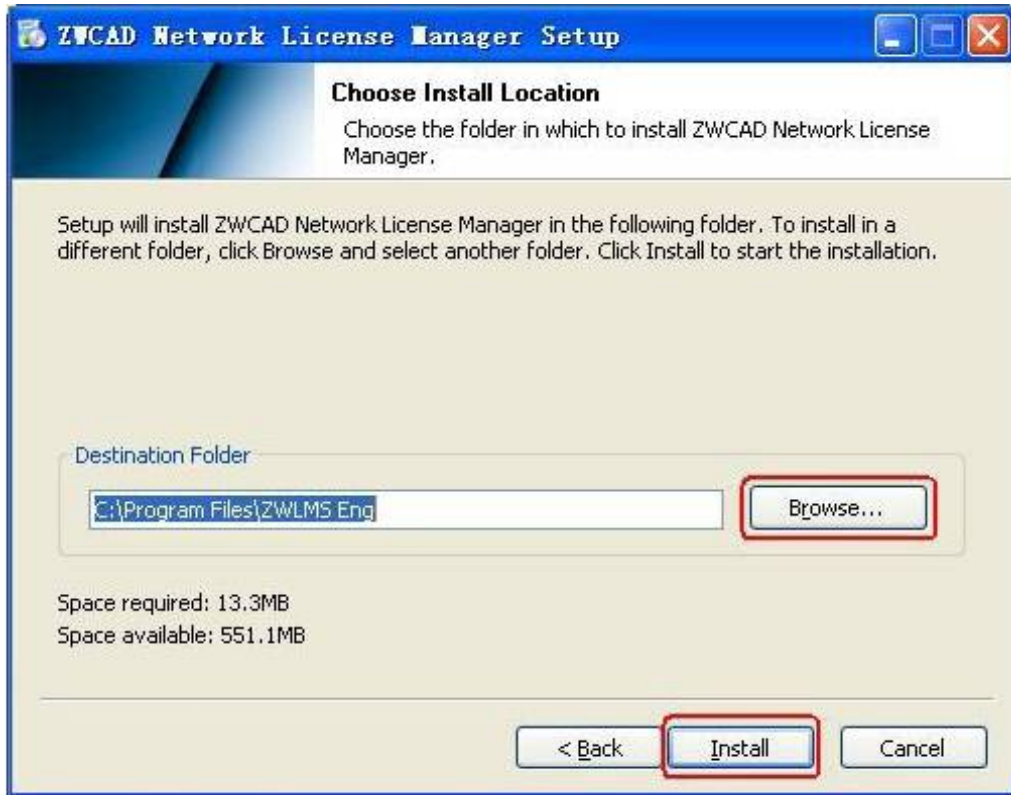 ZWCAD Network License Manager Setup
Choose Install Location
Choose the folder in which to install ZWCAD Network License
Manager.
Setup will install ZWCAD Network License Manager in the following folder. To install in a
different folder, click Browse and select another folder. Click Install to start the installation.
Destination Folder
C:\Program Files\ZWLMS Eng
Browse...
Space required: 13.3MB
Space available: 551.1MB
< Back
Install
Cancel